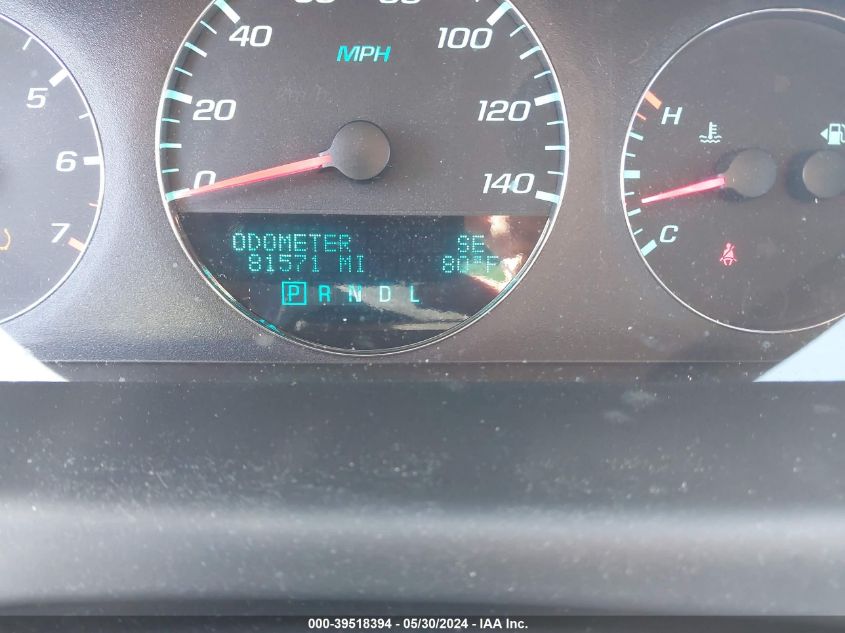 40
MPH
100
5
20
120
H
6
0
140
7
C
ODOMETER SE
81571 MI 80°F
P R N D L
000-39518394 - 05/30/2024 - IAA Inc.